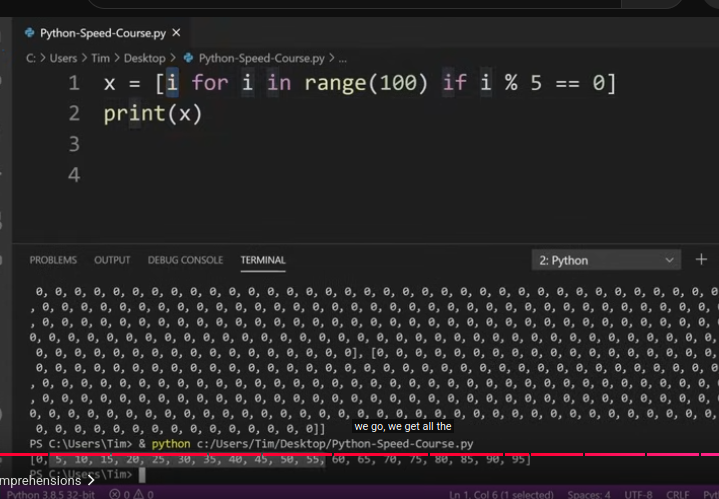 Python-Speed-Course.py ×
C: > Users > Tim > Desktop > Python-Speed-Course.py > ...
1 x = [i for i in range(100) if i % 5 == 0]
2 print(x)
3
4
PROBLEMS OUTPUT DEBUG CONSOLE TERMINAL 2: Python
0, 0, 0, 0, 0, 0, 0, 0, 0, 0, 0, 0, 0, 0, 0, 0, 0, 0, 0, 0, 0, 0, 0, 0, 0, 0, 0, 0, 0, 0, 0, 0, 0, 0, 0, 0
, 0, 0, 0, 0, 0, 0, 0, 0, 0, 0, 0, 0, 0, 0, 0, 0, 0, 0, 0, 0, 0, 0, 0, 0, 0, 0, 0, 0, 0, 0, 0, 0, 0, 0, 0
, 0, 0, 0, 0, 0, 0, 0, 0, 0, 0, 0, 0, 0, 0, 0, 0, 0, 0, 0, 0, 0, 0, 0, 0, 0, 0, 0, 0, 0, 0, 0, 0, 0, 0, 0
0, 0, 0, 0, 0, 0, 0, 0, 0, 0, 0, 0, 0, 0, 0, 0, 0, 0, 0, 0, 0, 0, 0, 0, 0, 0, 0, 0, 0, 0, 0, 0, 0, 0, 0, 0,
0, 0, 0, 0, 0, 0, 0, 0, 0, 0, 0, 0, 0, 0, 0, 0, 0], [0, 0, 0, 0, 0, 0, 0, 0, 0, 0, 0, 0, 0, 0, 0, 0, 0, 0
, 0, 0, 0, 0, 0, 0, 0, 0, 0, 0, 0, 0, 0, 0, 0, 0, 0, 0, 0, 0, 0, 0, 0, 0, 0, 0, 0, 0, 0, 0, 0, 0, 0, 0, 0
, 0, 0, 0, 0, 0, 0, 0, 0, 0, 0, 0, 0, 0, 0, 0, 0, 0, 0, 0, 0, 0, 0, 0, 0, 0, 0, 0, 0, 0, 0, 0, 0, 0, 0, 0
0, 0, 0, 0, 0, 0, 0, 0, 0, 0, 0, 0, 0, 0, 0, 0, 0, 0, 0, 0, 0, 0, 0, 0, 0, 0, 0, 0, 0, 0, 0, 0, 0, 0, 0, 0,
0, 0, 0, 0, 0, 0, 0, 0, 0, 0, 0, 0, 0, 0, 0]]
we go, we get all the
PS C:\Users\Tim> & python c:/Users/Tim/Desktop/Python-Speed-Course.py
[0, 5, 10, 15, 20, 25, 30, 35, 40, 45, 50, 55, 60, 65, 70, 75, 80, 85, 90, 95]
PS C:\Users\Tim>
mprehensions >
Python 3.8.5 32-bit 0 0 Ln 1, Col 6 (1 selected) Spaces: 4 UTF-8 CRLF Pyt